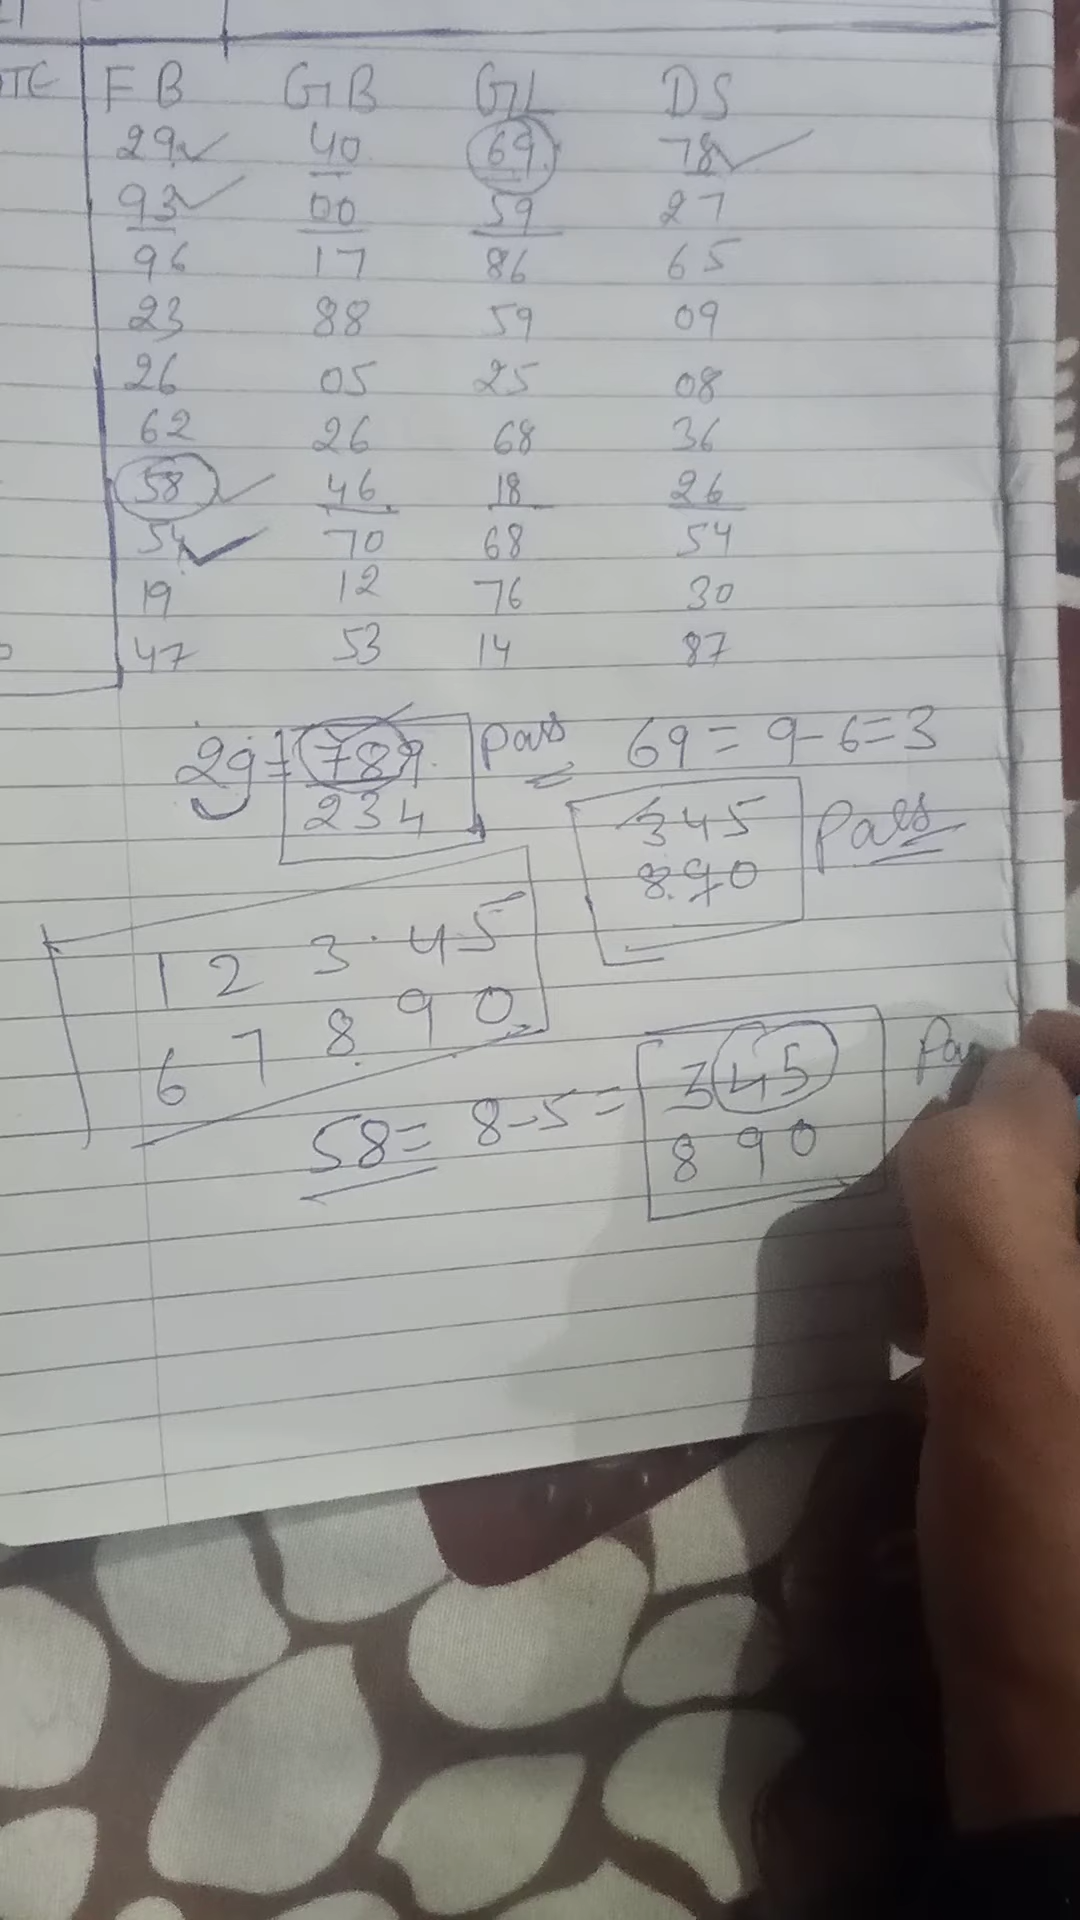 FB GB GL DS
29 40 69 78
93 00 59 27
96 17 86 65
23 88 59 09
26 05 25 08
62 26 68 36
58 46 18 26
54 70 68 54
19 12 76 30
47 53 14 87
29= 789 Pass 69=9-6=3
234
345 Pass
890
1 2 3 4 5
6 7 8 9 0
58= 8-5= 345
890